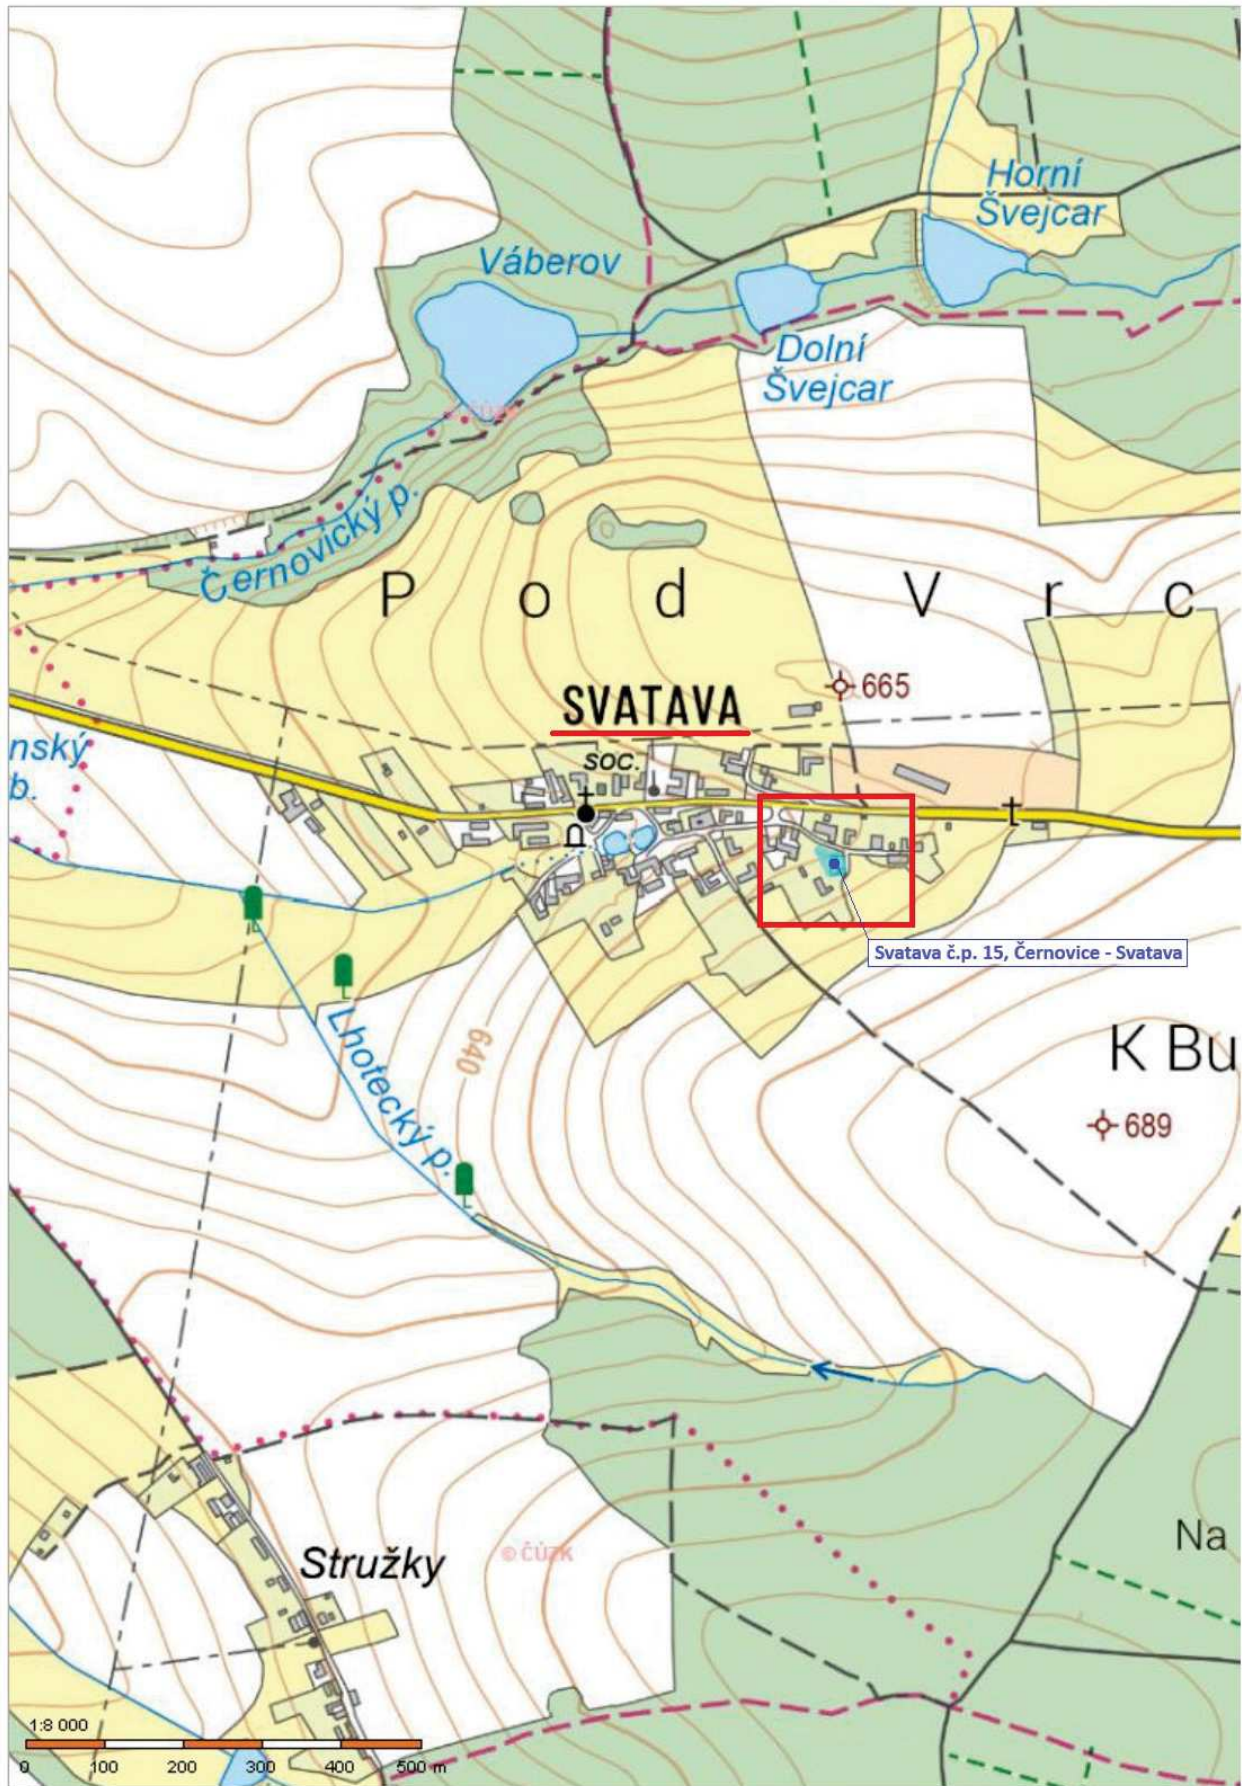 Horní
Švejcar
Váberov
Dolní
Švejcar
© ČÚZK
Černovický p.
P o d V r c
665
SVATAVA
nský
b.
soc.
Svatava č.p. 15, Černovice - Svatava
640
K Bu
689
Lhotecký p.
Na
Stružky
© ČÚZK
1:8 000
0 100 200 300 400 500 m